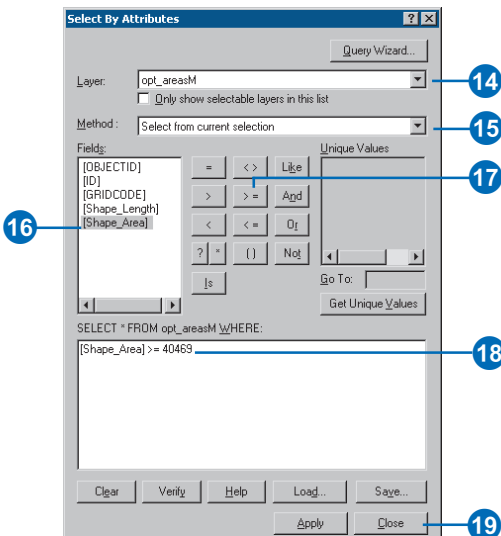 Select By Attributes
Query Wizard...
Layer: opt_areasM 14
Only show selectable layers in this list
Method : Select from current selection 15
Fields: Unique Values
[OBJECTID]
[ID]
[GRIDCODE]
[Shape_Length]
[Shape_Area]
16
= <> Like
> >= And 17
< <= Or
? * () Not
Is
Go To:
Get Unique Values
SELECT * FROM opt_areasM WHERE:
[Shape_Area] >= 40469 18
Clear Verify Help Load... Save...
Apply Close 19